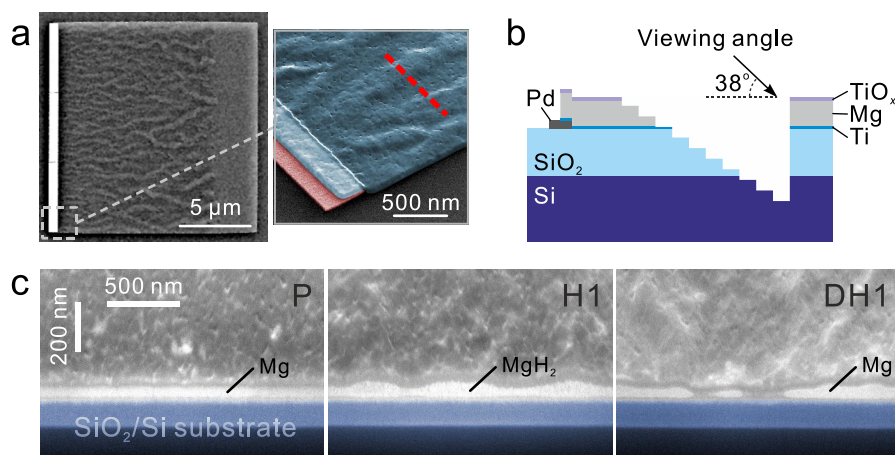 a
5 μm
500 nm
b
Viewing angle
38°
Pd
TiOₓ
Mg
Ti
SiO₂
Si
c
500 nm
200 nm
P
Mg
SiO₂/Si substrate
H1
MgH₂
DH1
Mg